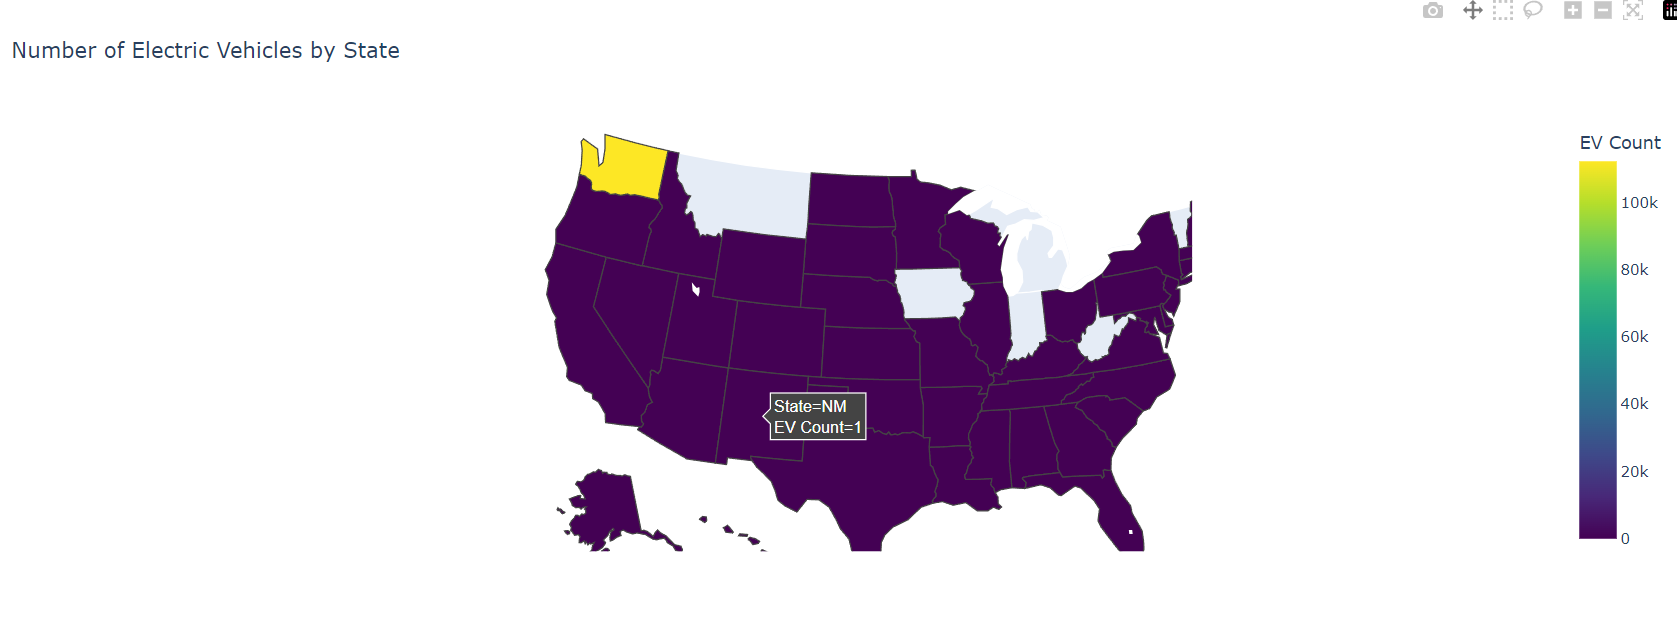 Number of Electric Vehicles by State
EV Count
100k
80k
60k
40k
20k
0
State=NM
EV Count=1